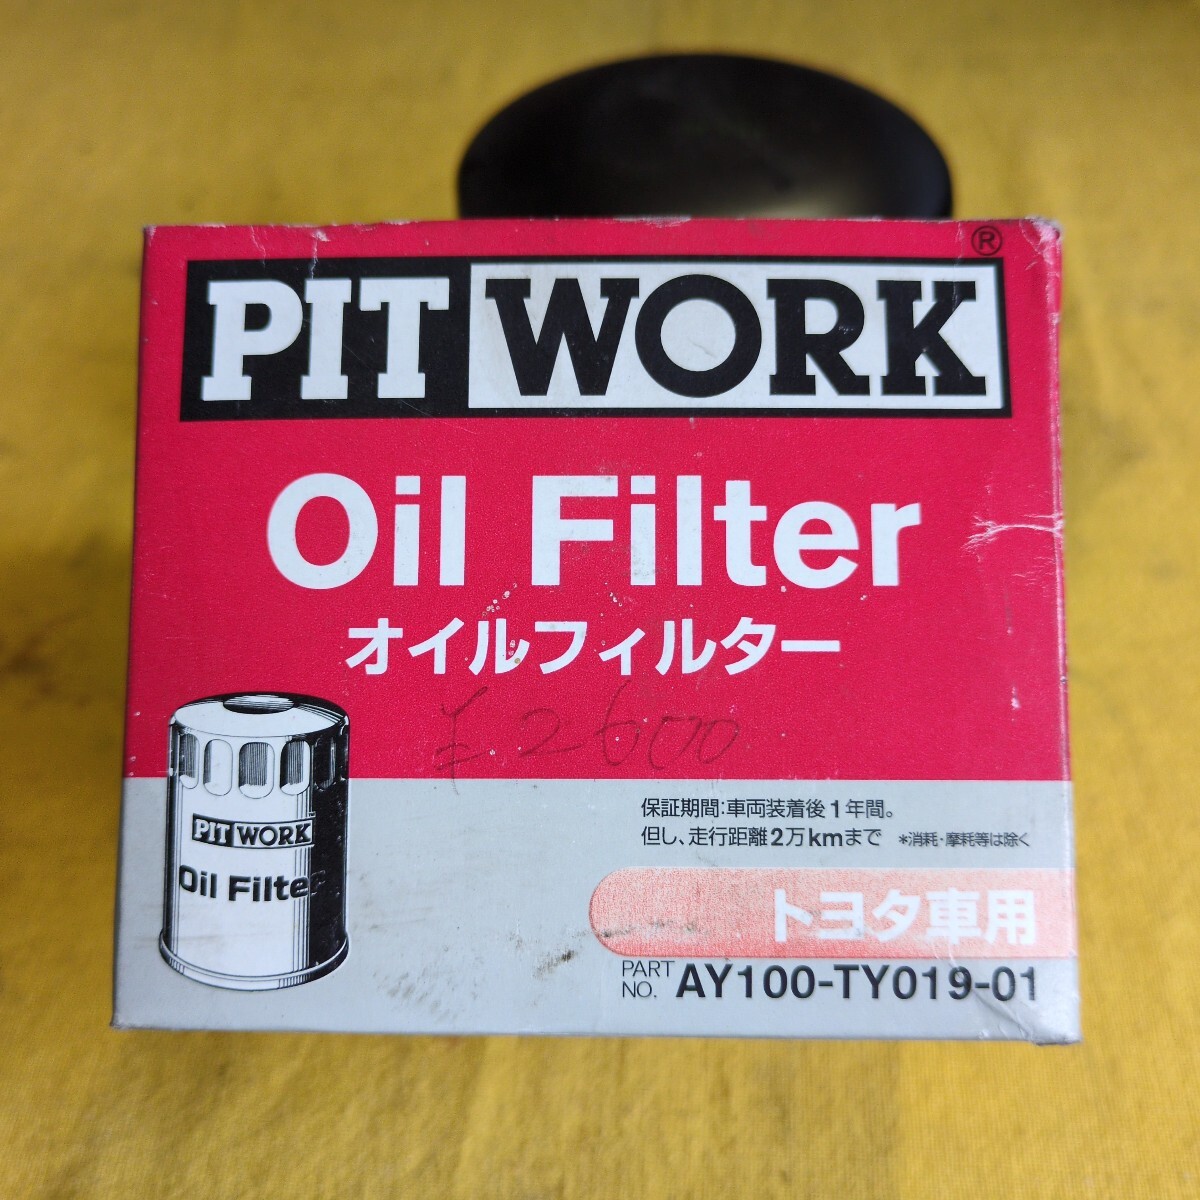 PIT WORK ®
Oil Filter
オイルフィルター
¥2600
PIT WORK
Oil Filter
保証期間:車両装着後1年間。
但し、走行距離2万kmまで *消耗・摩耗等は除く
トヨタ車用
PART NO. AY100-TY019-01